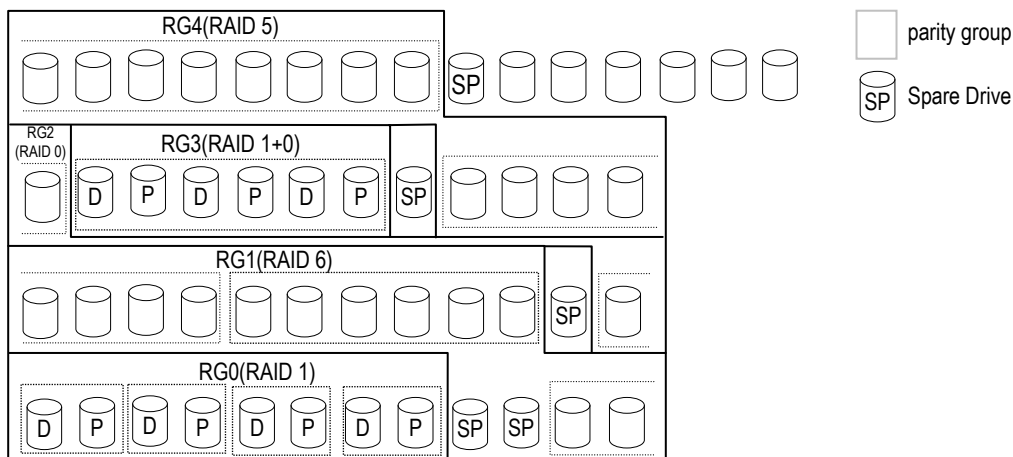 RG4(RAID 5)
SP
parity group
SP Spare Drive
RG2
(RAID 0)
RG3(RAID 1+0)
D P D P D P SP
RG1(RAID 6)
SP
RG0(RAID 1)
D P D P D P D P SP SP